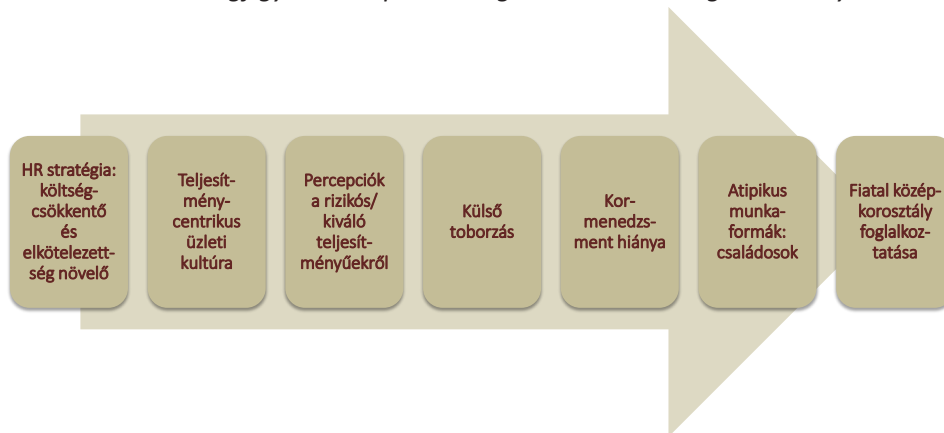 HR stratégia:
költség-
csökkentő
és
elkötelezett-
ség növelő
Teljesít-
mény-
centrikus
üzleti
kultúra
Percepciók
a rizikós/
kiváló
teljesít-
ményűekről
Külső
toborzás
Kor-
menedzs-
ment hiánya
Atipikus
munka-
formák:
családosok
Fiatal közép-
korosztály
foglalkoz-
tatása